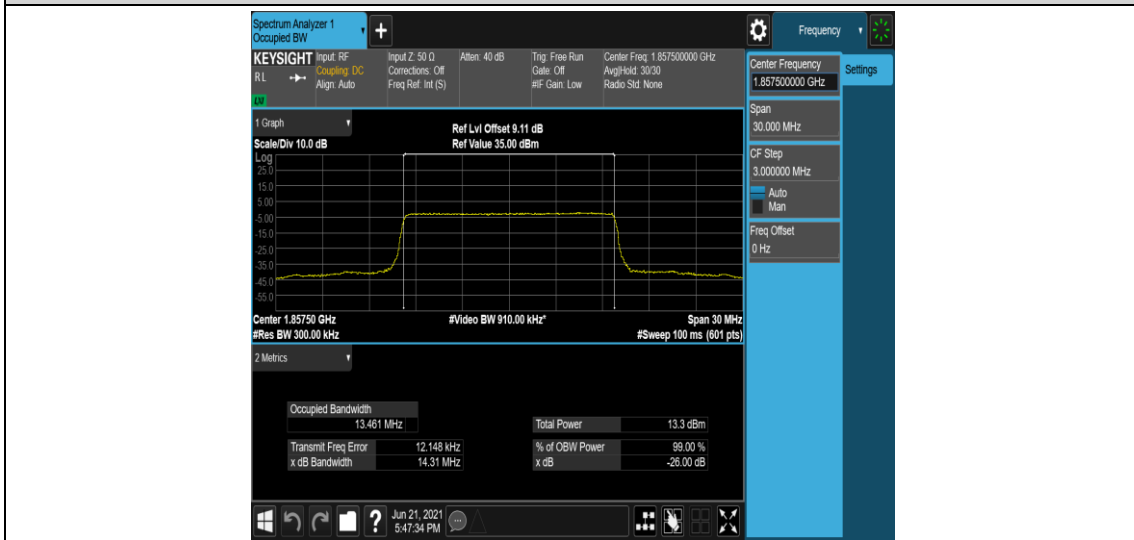 Spectrum Analyzer 1
Occupied BW
+
Frequency
KEYSIGHT
RL
LXI
Input: RF
Coupling: DC
Align: Auto
Input Z: 50 Ω
Corrections: Off
Freq Ref: Int (S)
Atten: 40 dB
Trig: Free Run
Gate: Off
#IF Gain: Low
Center Freq: 1.857500000 GHz
Avg|Hold: 30/30
Radio Std: None
Center Frequency
1.857500000 GHz
Settings
Span
30.000 MHz
CF Step
3.000000 MHz
Auto
Man
Freq Offset
0 Hz
1 Graph
Scale/Div 10.0 dB
Ref Lvl Offset 9.11 dB
Ref Value 35.00 dBm
Log
25.0
15.0
5.00
-5.00
-15.0
-25.0
-35.0
-45.0
-55.0
Center 1.85750 GHz
#Res BW 300.00 kHz
#Video BW 910.00 kHz*
Span 30 MHz
#Sweep 100 ms (601 pts)
2 Metrics
Occupied Bandwidth
13.461 MHz
Total Power 13.3 dBm
Transmit Freq Error 12.148 kHz
% of OBW Power 99.00 %
x dB Bandwidth 14.31 MHz
x dB -26.00 dB
?
Jun 21, 2021
5:47:34 PM